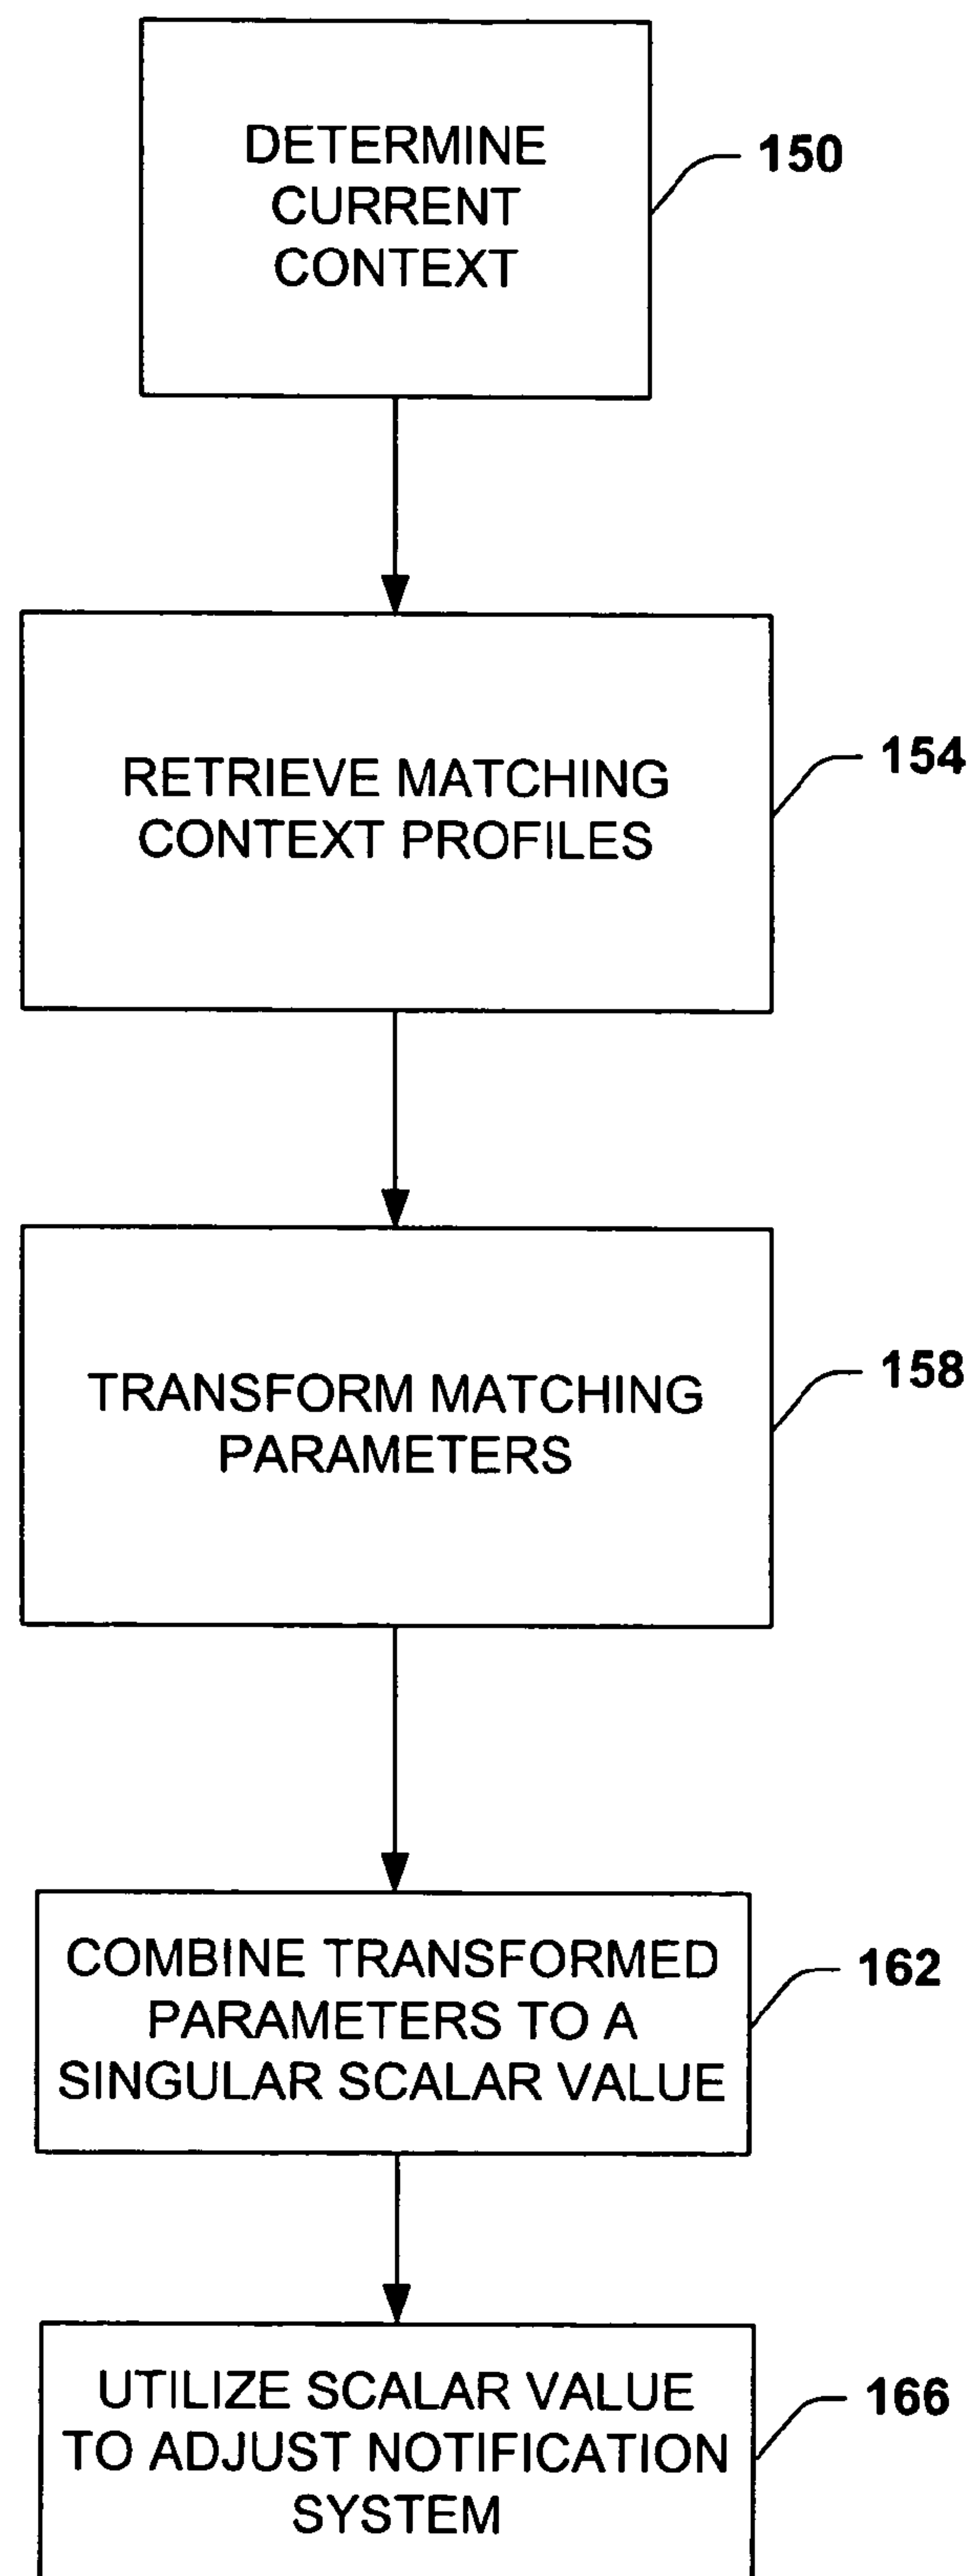 DETERMINE
CURRENT
CONTEXT
150
RETRIEVE MATCHING
CONTEXT PROFILES
154
TRANSFORM MATCHING
PARAMETERS
158
COMBINE TRANSFORMED
PARAMETERS TO A
SINGULAR SCALAR VALUE
162
UTILIZE SCALAR VALUE
TO ADJUST NOTIFICATION
SYSTEM
166